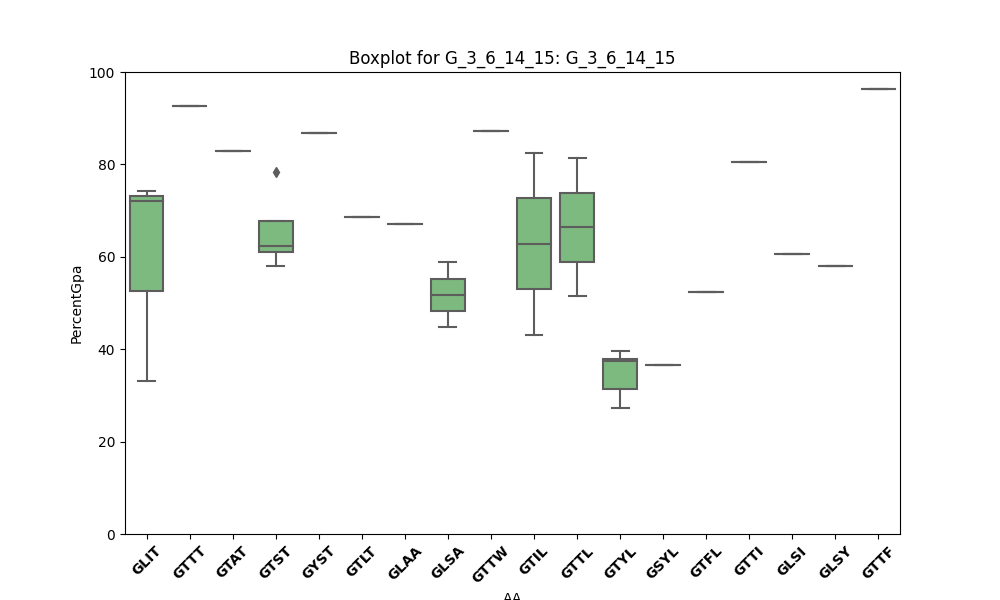 Boxplot for G_3_6_14_15: G_3_6_14_15
100
80
60
40
20
0
PercentGpa
GLIT GTTT GTAT GTST GYST GTLT GLAA GLSA GTTW GTIL GTTL GTYL GSYL GTFL GTTI GLSI GLSY GTTF
AA